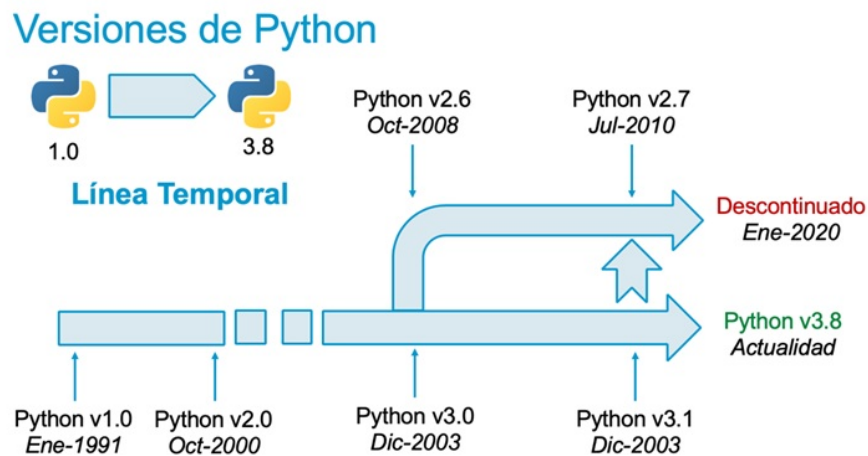 Versiones de Python
1.0
3.8
Python v2.6
Oct-2008
Python v2.7
Jul-2010
Línea Temporal
Descontinuado
Ene-2020
Python v3.8
Actualidad
Python v1.0
Ene-1991
Python v2.0
Oct-2000
Python v3.0
Dic-2003
Python v3.1
Dic-2003